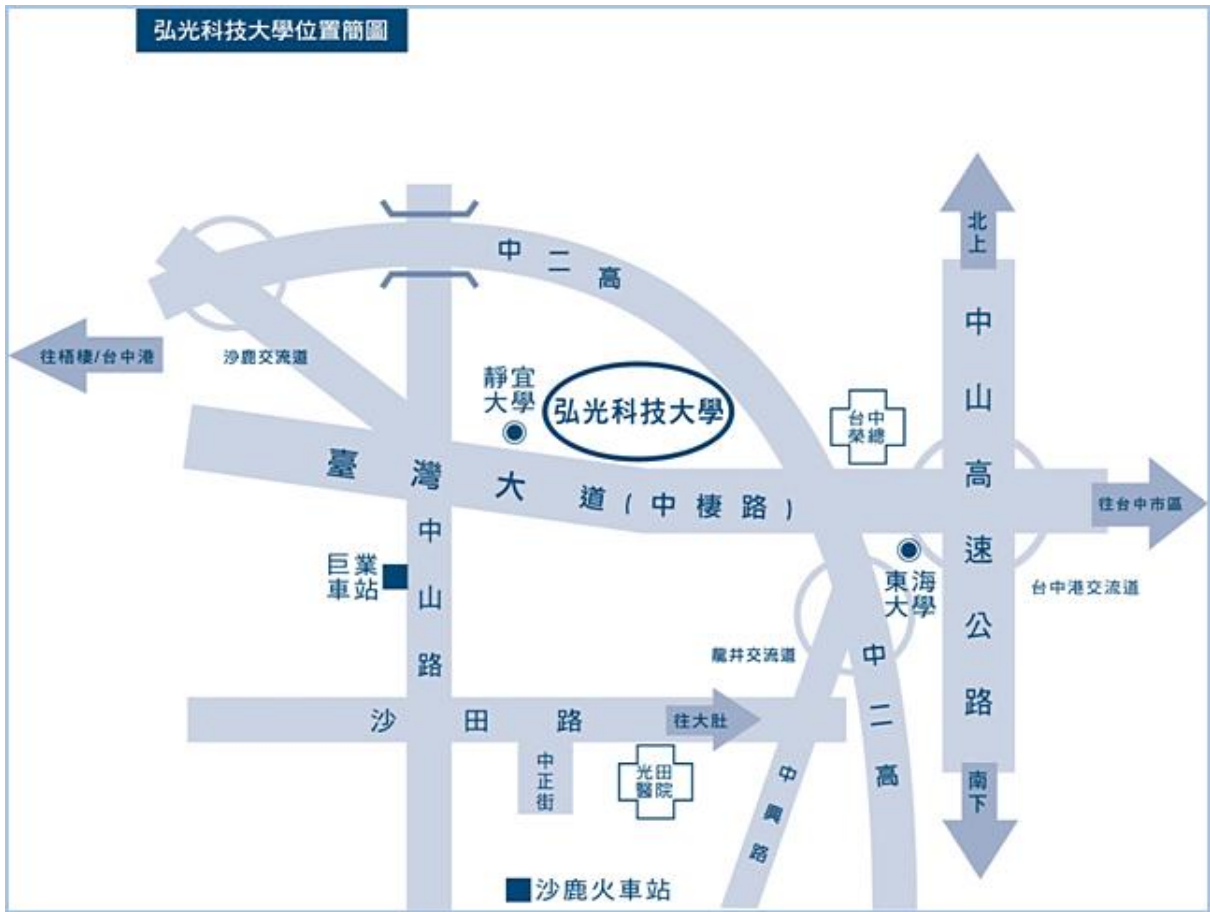 弘光科技大學位置簡圖
北上
中二高
中山高速公路
往梧棲/台中港
沙鹿交流道
靜宜
大學
弘光科技大學
台中
榮總
臺灣大道(中棲路)
往台中市區
中山路
巨業
車站
東海
大學
台中港交流道
龍井交流道
中二高
沙田路
往大肚
中正街
光田
醫院
中興路
南下
沙鹿火車站